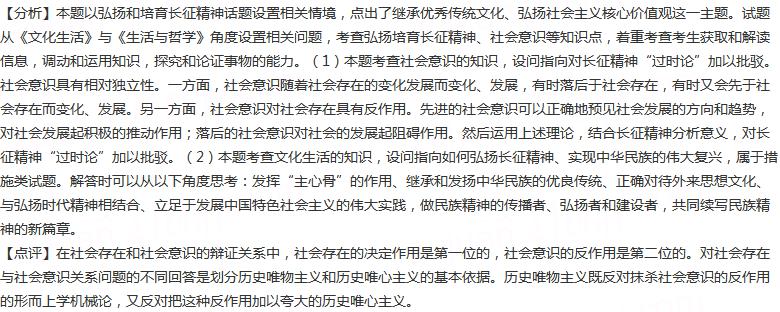 【分析】本题以弘扬和培育长征精神话题设置相关情境，点出了继承优秀传统文化、弘扬社会主义核心价值观这一主题。试题
从《文化生活》与《生活与哲学》角度设置相关问题，考查弘扬培育长征精神、社会意识等知识点，着重考查考生获取和解读
信息，调动和运用知识，探究和论证事物的能力。（1）本题考查社会意识的知识，设问指向对长征精神“过时论”加以批驳。
社会意识具有相对独立性。一方面，社会意识随着社会存在的变化发展而变化、发展，有时落后于社会存在，有时又会先于社
会存在而变化、发展。另一方面，社会意识对社会存在具有反作用。先进的社会意识可以正确地预见社会发展的方向和趋势，
对社会发展起积极的推动作用；落后的社会意识对社会的发展起阻碍作用。然后运用上述理论，结合长征精神分析意义，对长
征精神“过时论”加以批驳。（2）本题考查文化生活的知识，设问指向如何弘扬长征精神、实现中华民族的伟大复兴，属于措
施类试题。解答时可以从以下角度思考：发挥“主心骨”的作用、继承和发扬中华民族的优良传统、正确对待外来思想文化、
与弘扬时代精神相结合、立足于发展中国特色社会主义的伟大实践，做民族精神的传播者、弘扬者和建设者，共同续写民族精
神的新篇章。
【点评】在社会存在和社会意识的辩证关系中，社会存在的决定作用是第一位的，社会意识的反作用是第二位的。对社会存在
与社会意识关系问题的不同回答是划分历史唯物主义和历史唯心主义的基本依据。历史唯物主义既反对抹杀社会意识的反作用
的形而上学机械论，又反对把这种反作用加以夸大的历史唯心主义。